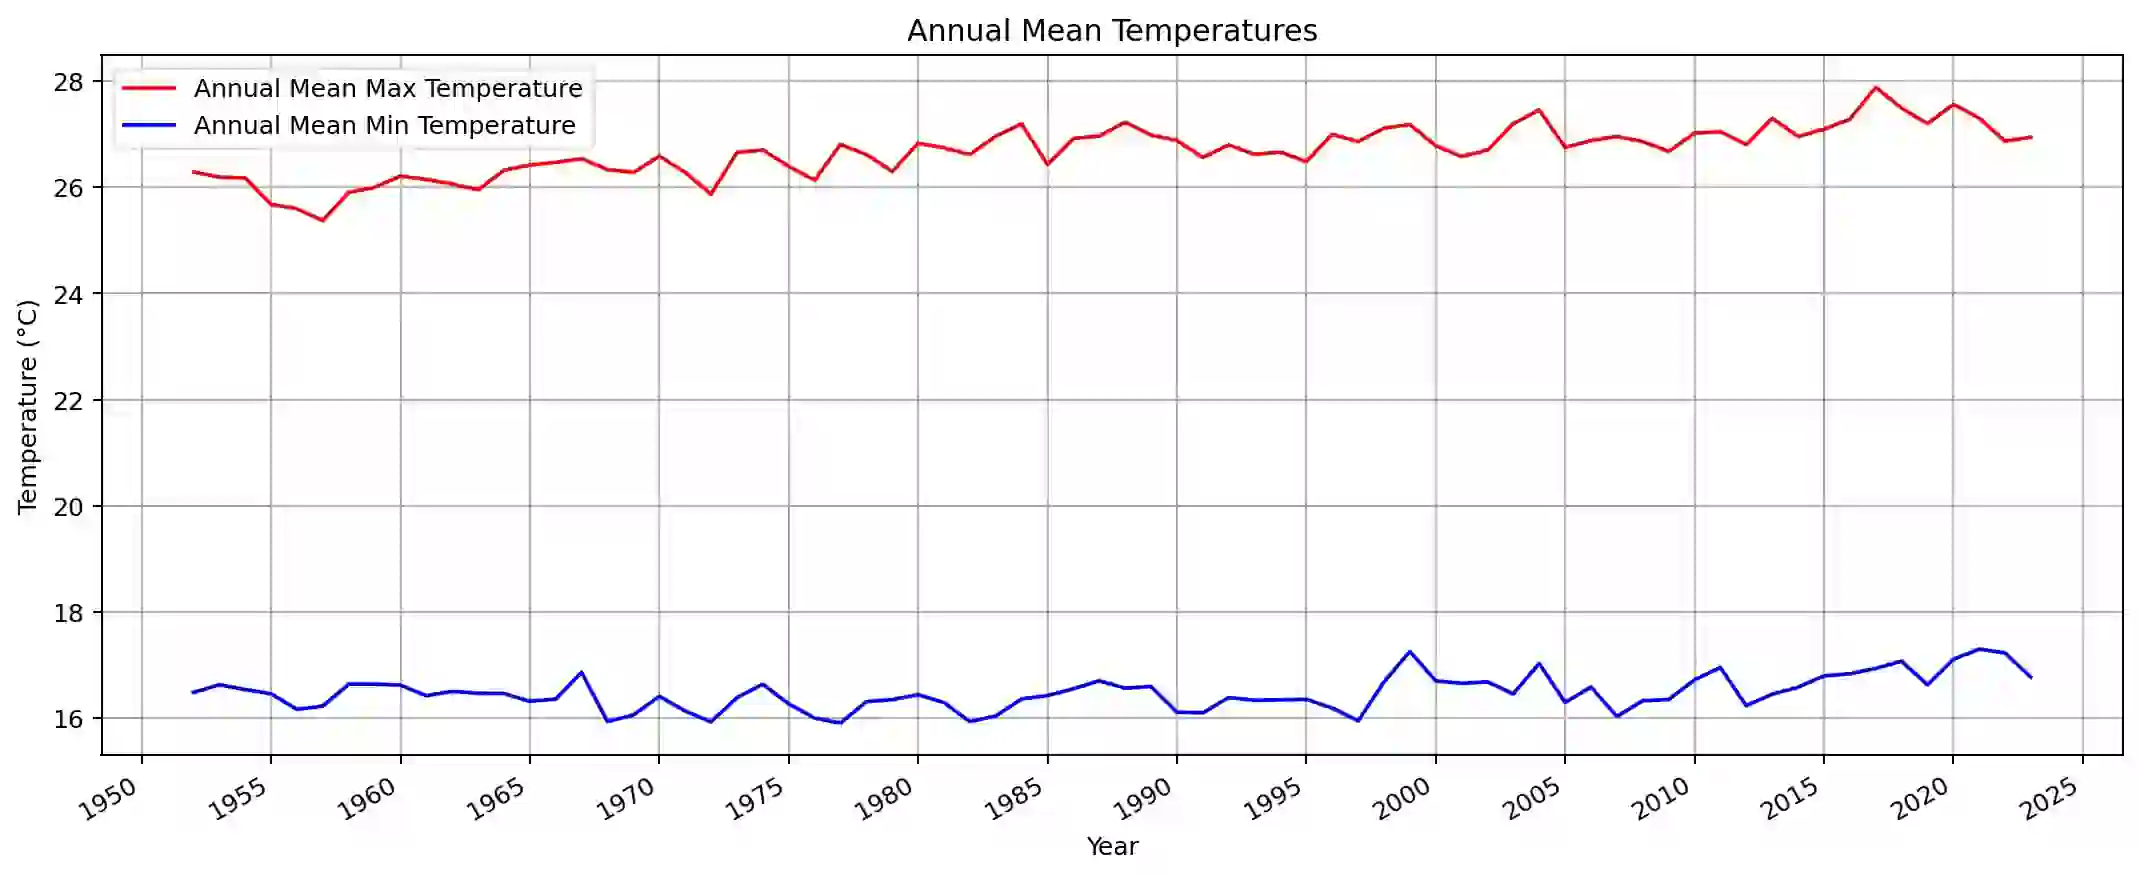 Annual Mean Temperatures
Annual Mean Max Temperature
Annual Mean Min Temperature
28
26
24
22
20
18
16
Temperature (°C)
1950 1955 1960 1965 1970 1975 1980 1985 1990 1995 2000 2005 2010 2015 2020 2025
Year